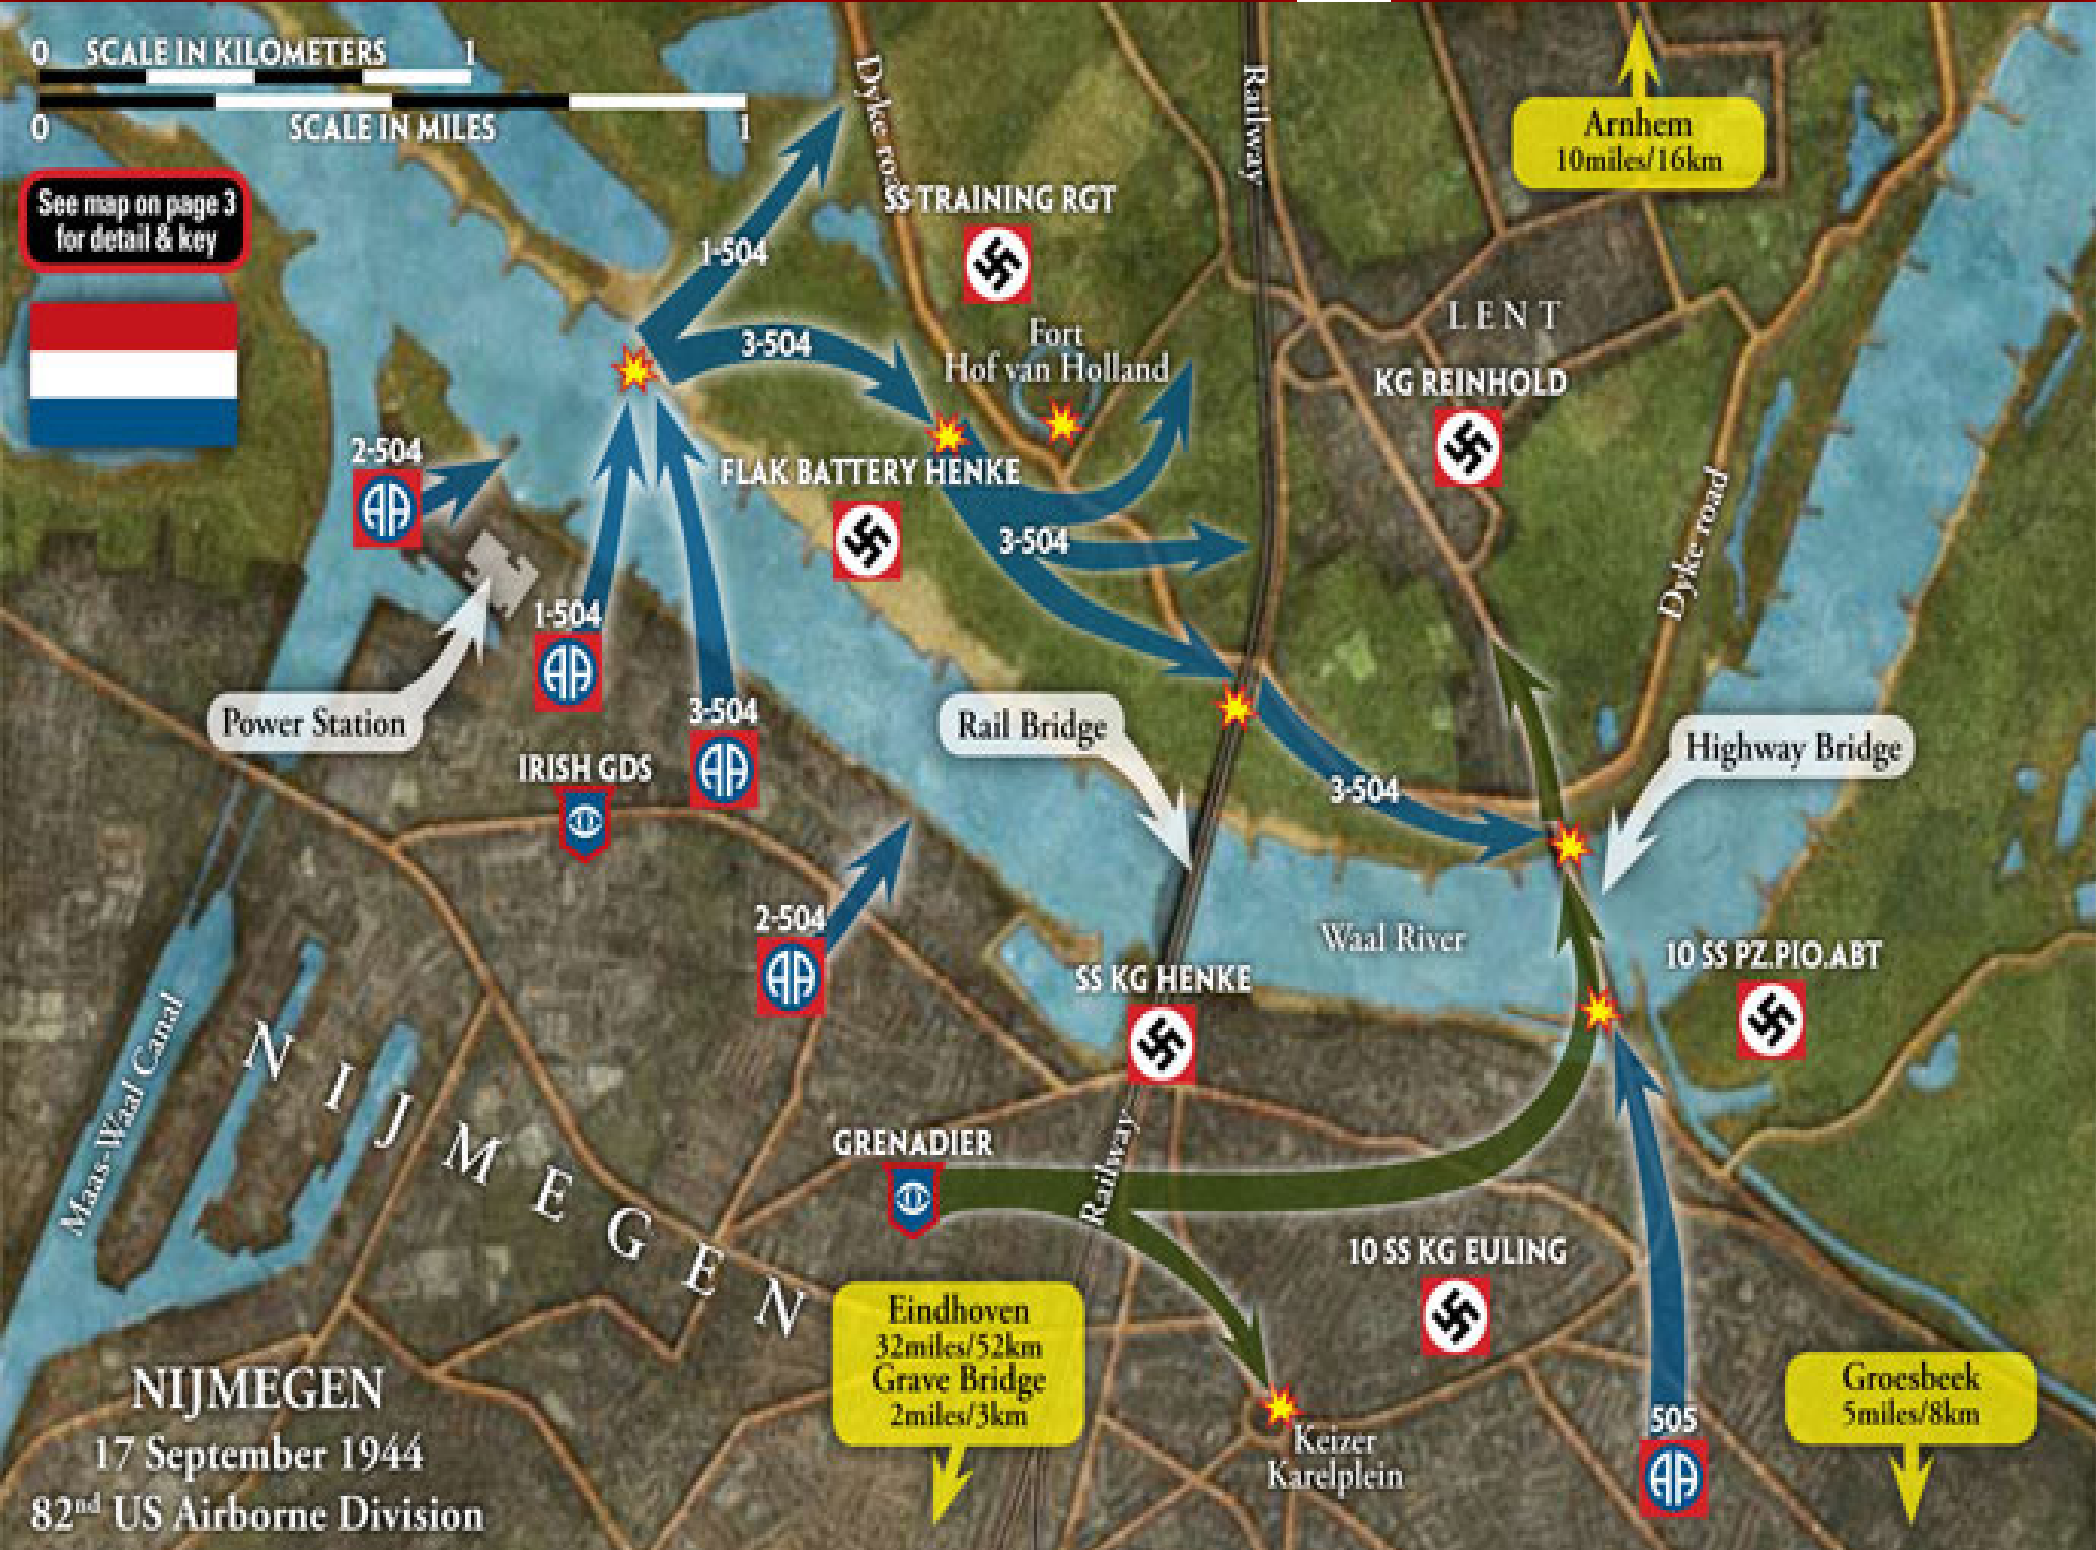 0 SCALE IN KILOMETERS 1
0 SCALE IN MILES 1
See map on page 3
for detail & key
Dyke road
Railway
Arnhem
10miles/16km
SS TRAINING RGT
1-504
3-504
Fort
Hof van Holland
LENT
KG REINHOLD
2-504
AA
FLAK BATTERY HENKE
3-504
Dyke road
1-504
AA
Power Station
3-504
AA
Rail Bridge
Highway Bridge
IRISH GDS
3-504
2-504
AA
Waal River
SS KG HENKE
10 SS PZ.PIO.ABT
Maas-Waal Canal
NIJMEGEN
GRENADIER
Railway
10 SS KG EULING
Eindhoven
32miles/52km
Grave Bridge
2miles/3km
Groesbeek
5miles/8km
505
AA
Keizer
Karelplein
NIJMEGEN
17 September 1944
82nd US Airborne Division